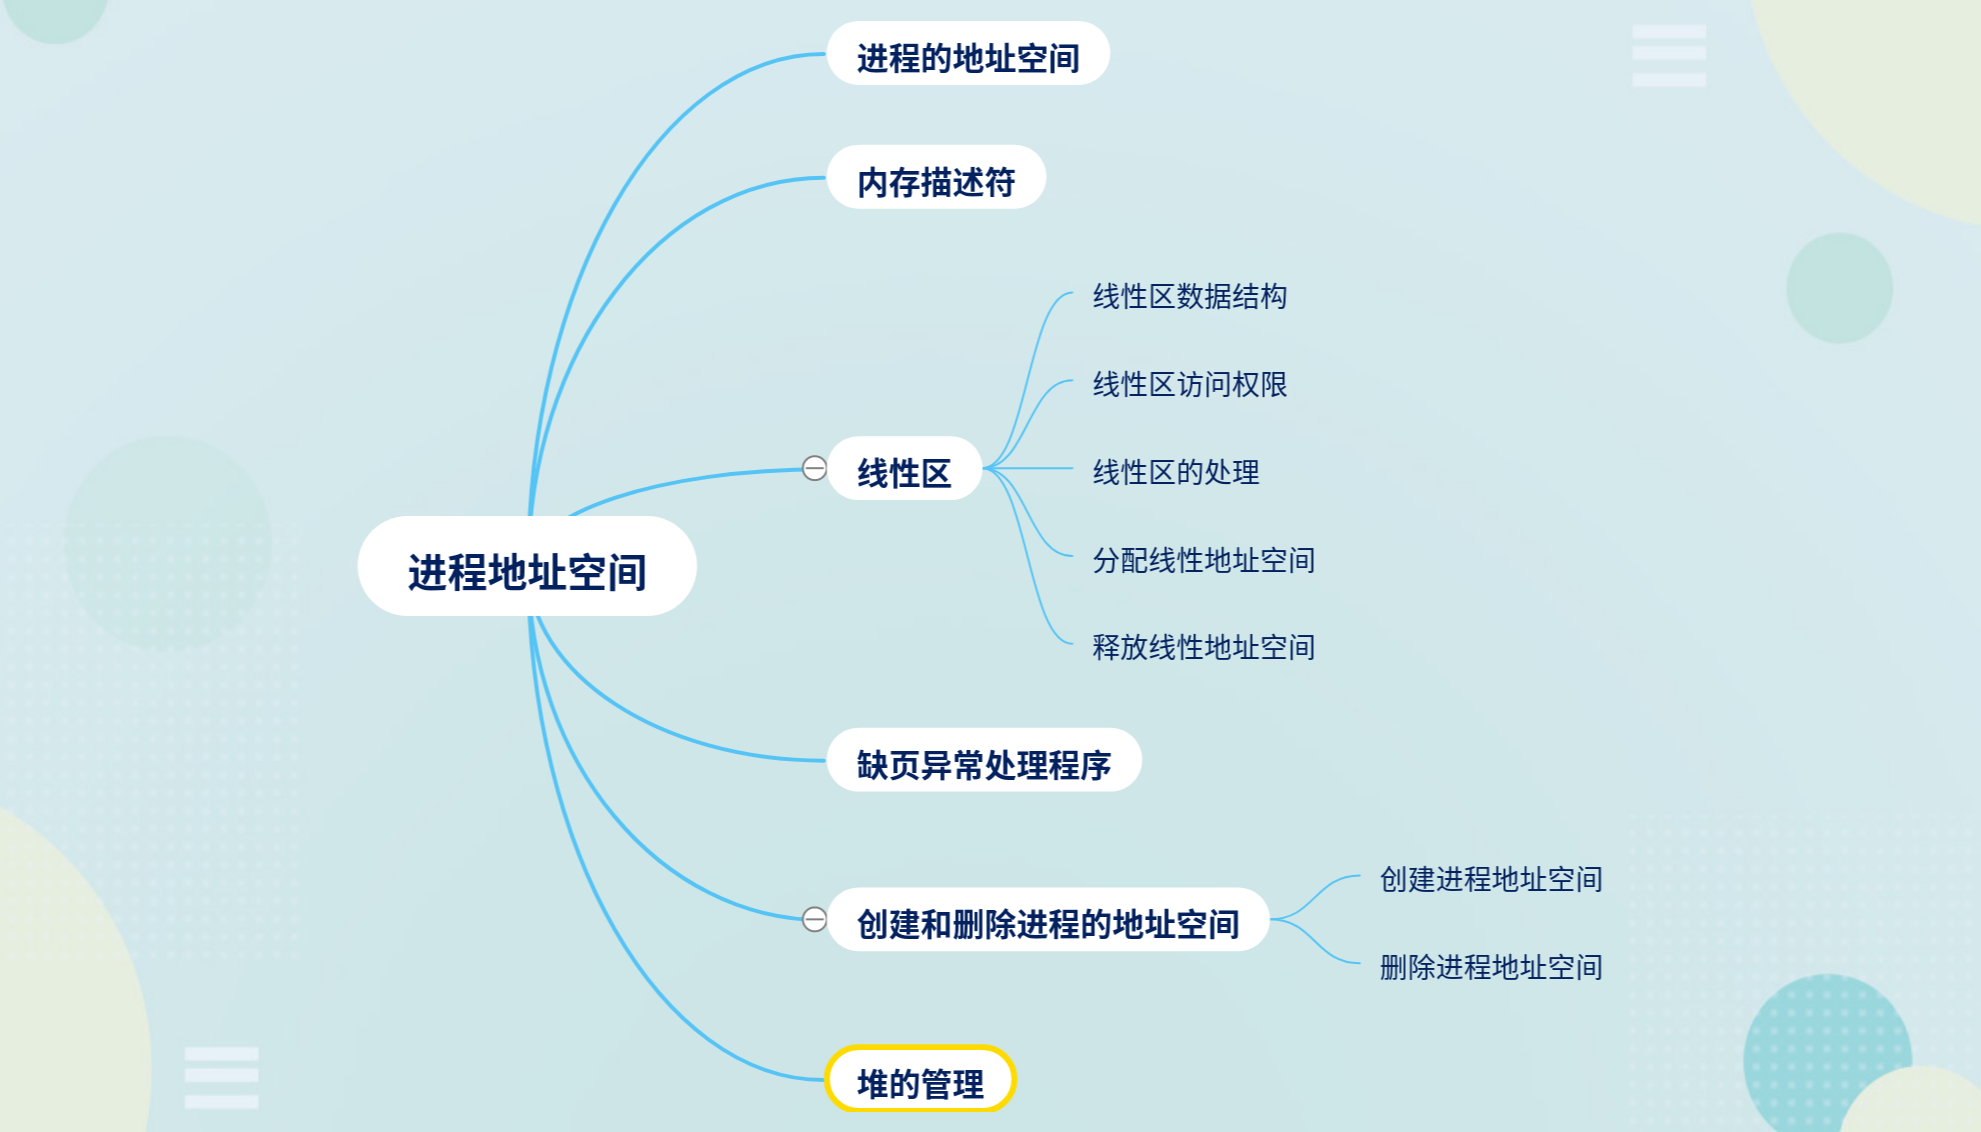 进程的地址空间
内存描述符
线性区数据结构
线性区访问权限
线性区
线性区的处理
分配线性地址空间
进程地址空间
释放线性地址空间
缺页异常处理程序
创建进程地址空间
创建和删除进程的地址空间
删除进程地址空间
堆的管理